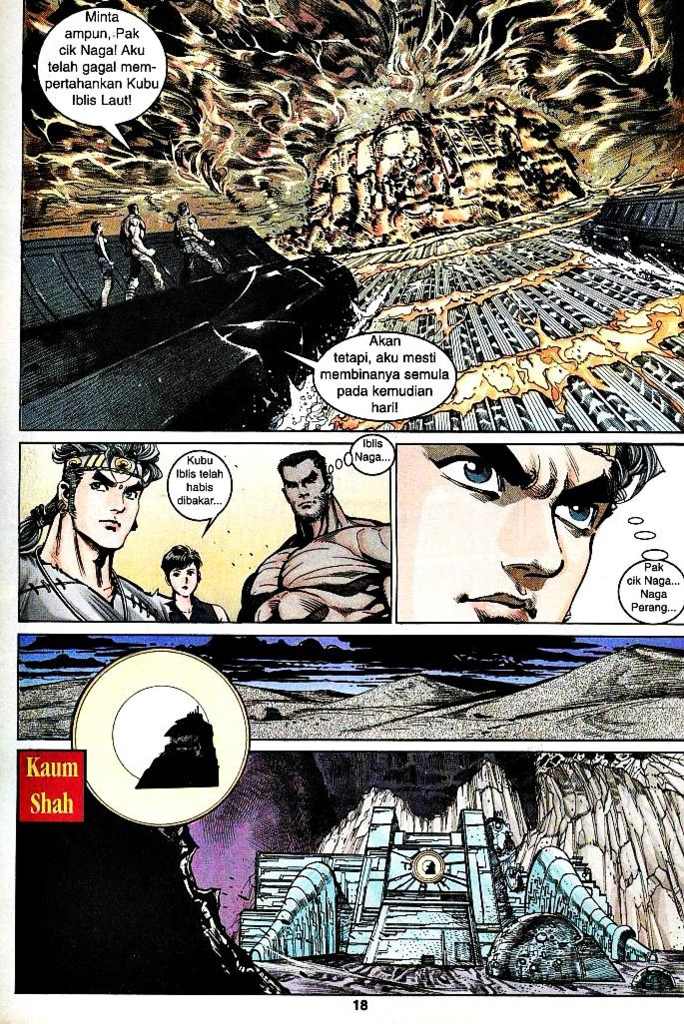 Minta
ampun, Pak
cik Naga! Aku
telah gagal mem-
pertahankan Kubu
Iblis Laut!
Akan
tetapi, aku mesti
membinanya semula
pada kemudian
hari!
Kubu
Iblis telah
habis
dibakar...
Iblis
Naga...
Pak
cik Naga...
Naga
Perang...
Kaum
Shah
18